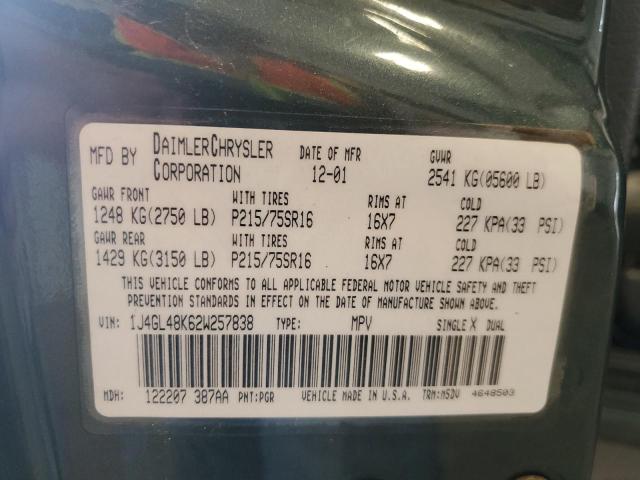 MFD BY DAIMLERCHRYSLER CORPORATION DATE OF MFR 12-01 GVWR 2541 KG(05600 LB)
GAWR FRONT WITH TIRES RIMS AT COLD
1248 KG(2750 LB) P215/75SR16 16X7 227 KPA(33 PSI)
GAWR REAR WITH TIRES RIMS AT COLD
1429 KG(3150 LB) P215/75SR16 16X7 227 KPA(33 PSI)
THIS VEHICLE CONFORMS TO ALL APPLICABLE FEDERAL MOTOR VEHICLE SAFETY AND THEFT
PREVENTION STANDARDS IN EFFECT ON THE DATE OF MANUFACTURE SHOWN ABOVE.
VIN: 1J4GL48K62W257838 TYPE: MPV SINGLE X DUAL
MDH: 122207 387AA PNT:PGR VEHICLE MADE IN U.S.A. TRM:M5DV 4648503